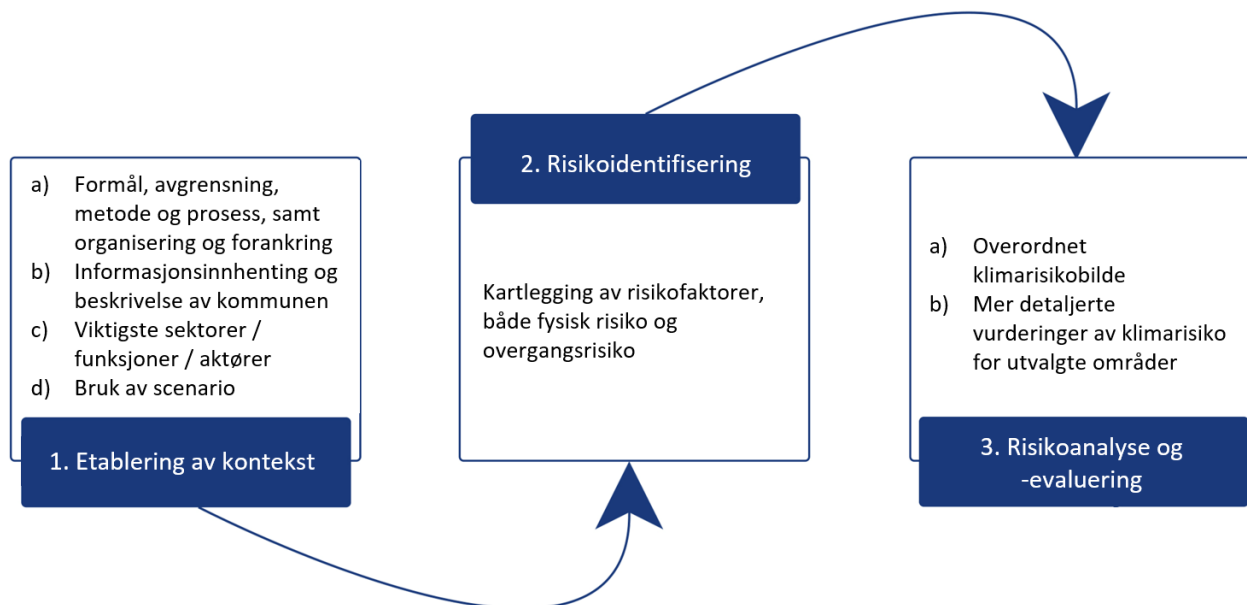 a) Formål, avgrensning,
metode og prosess, samt
organisering og forankring
b) Informasjonsinnhenting og
beskrivelse av kommunen
c) Viktigste sektorer /
funksjoner / aktører
d) Bruk av scenario
1. Etablering av kontekst
2. Risikoidentifisering
Kartlegging av risikofaktorer,
både fysisk risiko og
overgangsrisiko
a) Overordnet
klimarisikobilde
b) Mer detaljerte
vurderinger av klimarisiko
for utvalgte områder
3. Risikoanalyse og
-evaluering